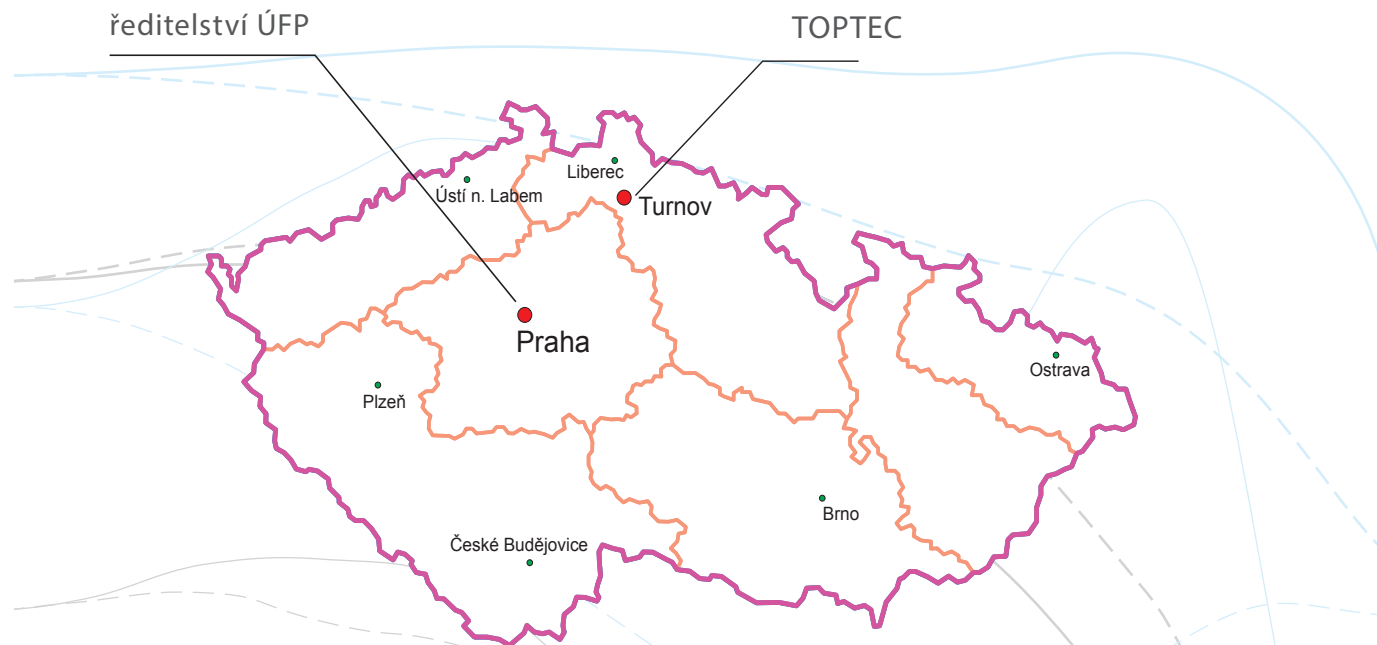 ředitelství ÚFP
TOPTEC
Liberec
Ústí n. Labem
Turnov
Praha
Ostrava
Plzeň
Brno
České Budějovice